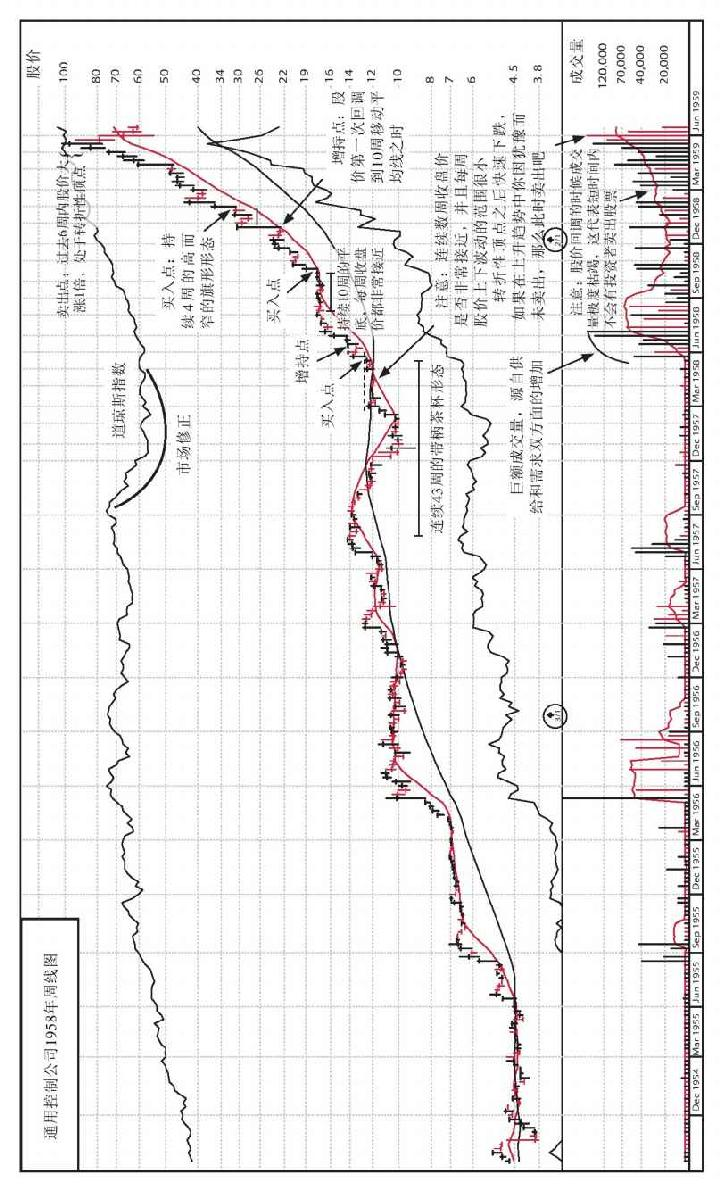 通用控制公司1958年周线图
股价
100
80
70
60
50
40
34
30
25
22
19
16
14
12
10
8
7
6
4.5
3.8
成交量
120,000
70,000
40,000
20,000
道琼斯指数
市场修正
卖出点：过去6周内股价大
涨1倍，处于转折性顶点
买入点：持
续4周的高而
窄的旗形形态
买入点
增持点
买入点
持续10周的平
底，每周收盘
价都非常接近
增持点：股
价第一次回调
到10周移动平
均线之时
连续43周的带柄茶杯形态
注意：连续数周收盘价
是否非常接近，并且每周
股价上下波动的范围很小
转折性顶点之后快速下跌，
如果在上升趋势中你因犹豫而
未卖出，那么此时卖出吧
巨额成交量，源自供
给和需求双方面的增加
注意：股价回调的时候成交
量极度枯竭，这代表短时间内
不会有投资者卖出股票
3/1
2/1
Dec 1954
Mar 1955
Jun 1955
Sep 1955
Dec 1955
Mar 1956
Jun 1956
Sep 1956
Dec 1956
Mar 1957
Jun 1957
Sep 1957
Dec 1957
Mar 1958
Jun 1958
Sep 1958
Dec 1958
Mar 1959
Jun 1959